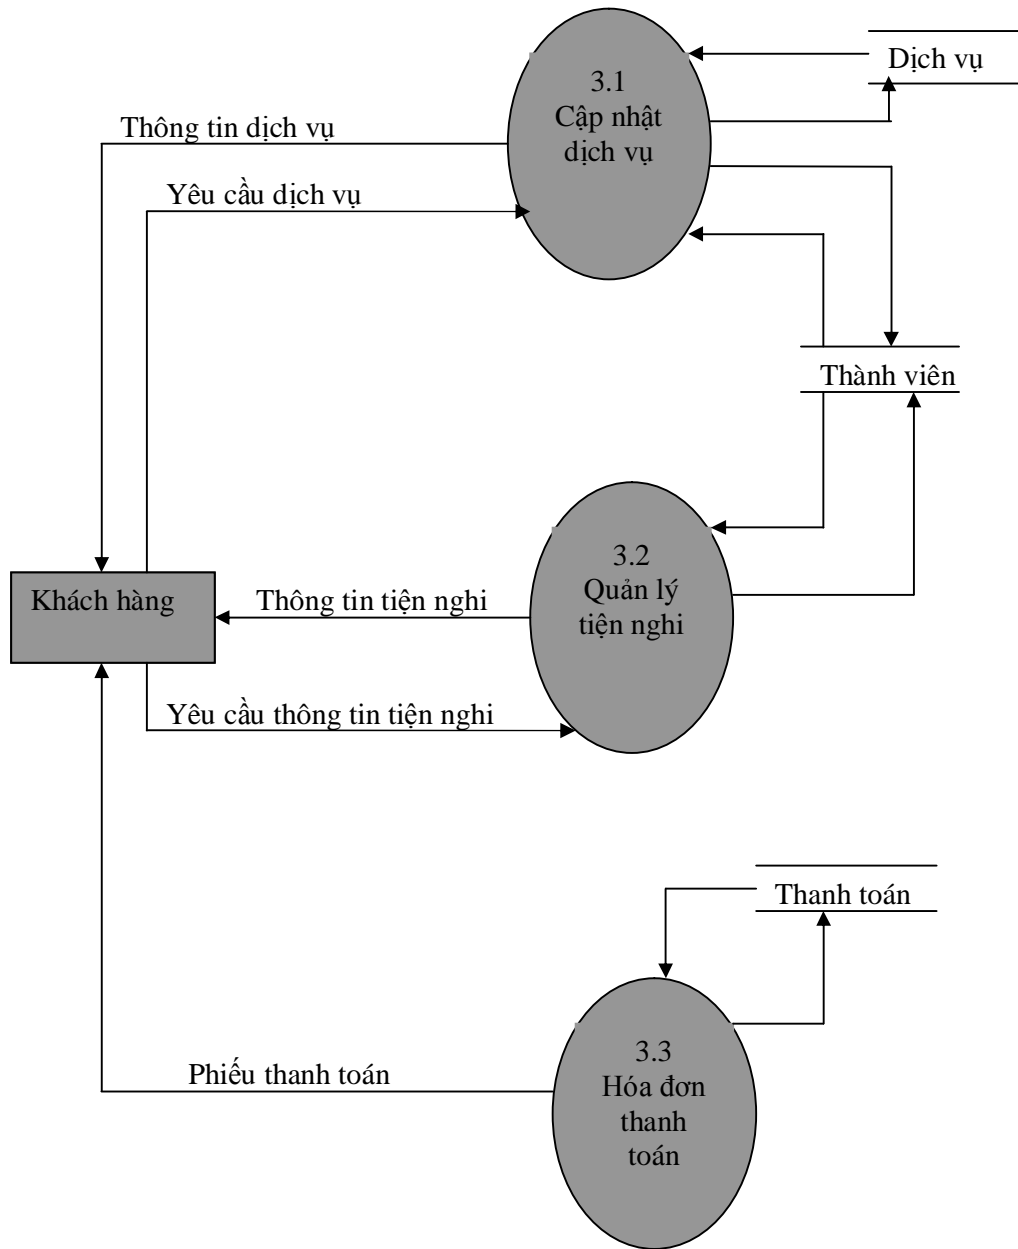 Dịch vụ
3.1
Cập nhật
dịch vụ
Thông tin dịch vụ
Yêu cầu dịch vụ
Thành viên
3.2
Quản lý
tiện nghi
Khách hàng
Thông tin tiện nghi
Yêu cầu thông tin tiện nghi
Thanh toán
3.3
Hóa đơn
thanh
toán
Phiếu thanh toán